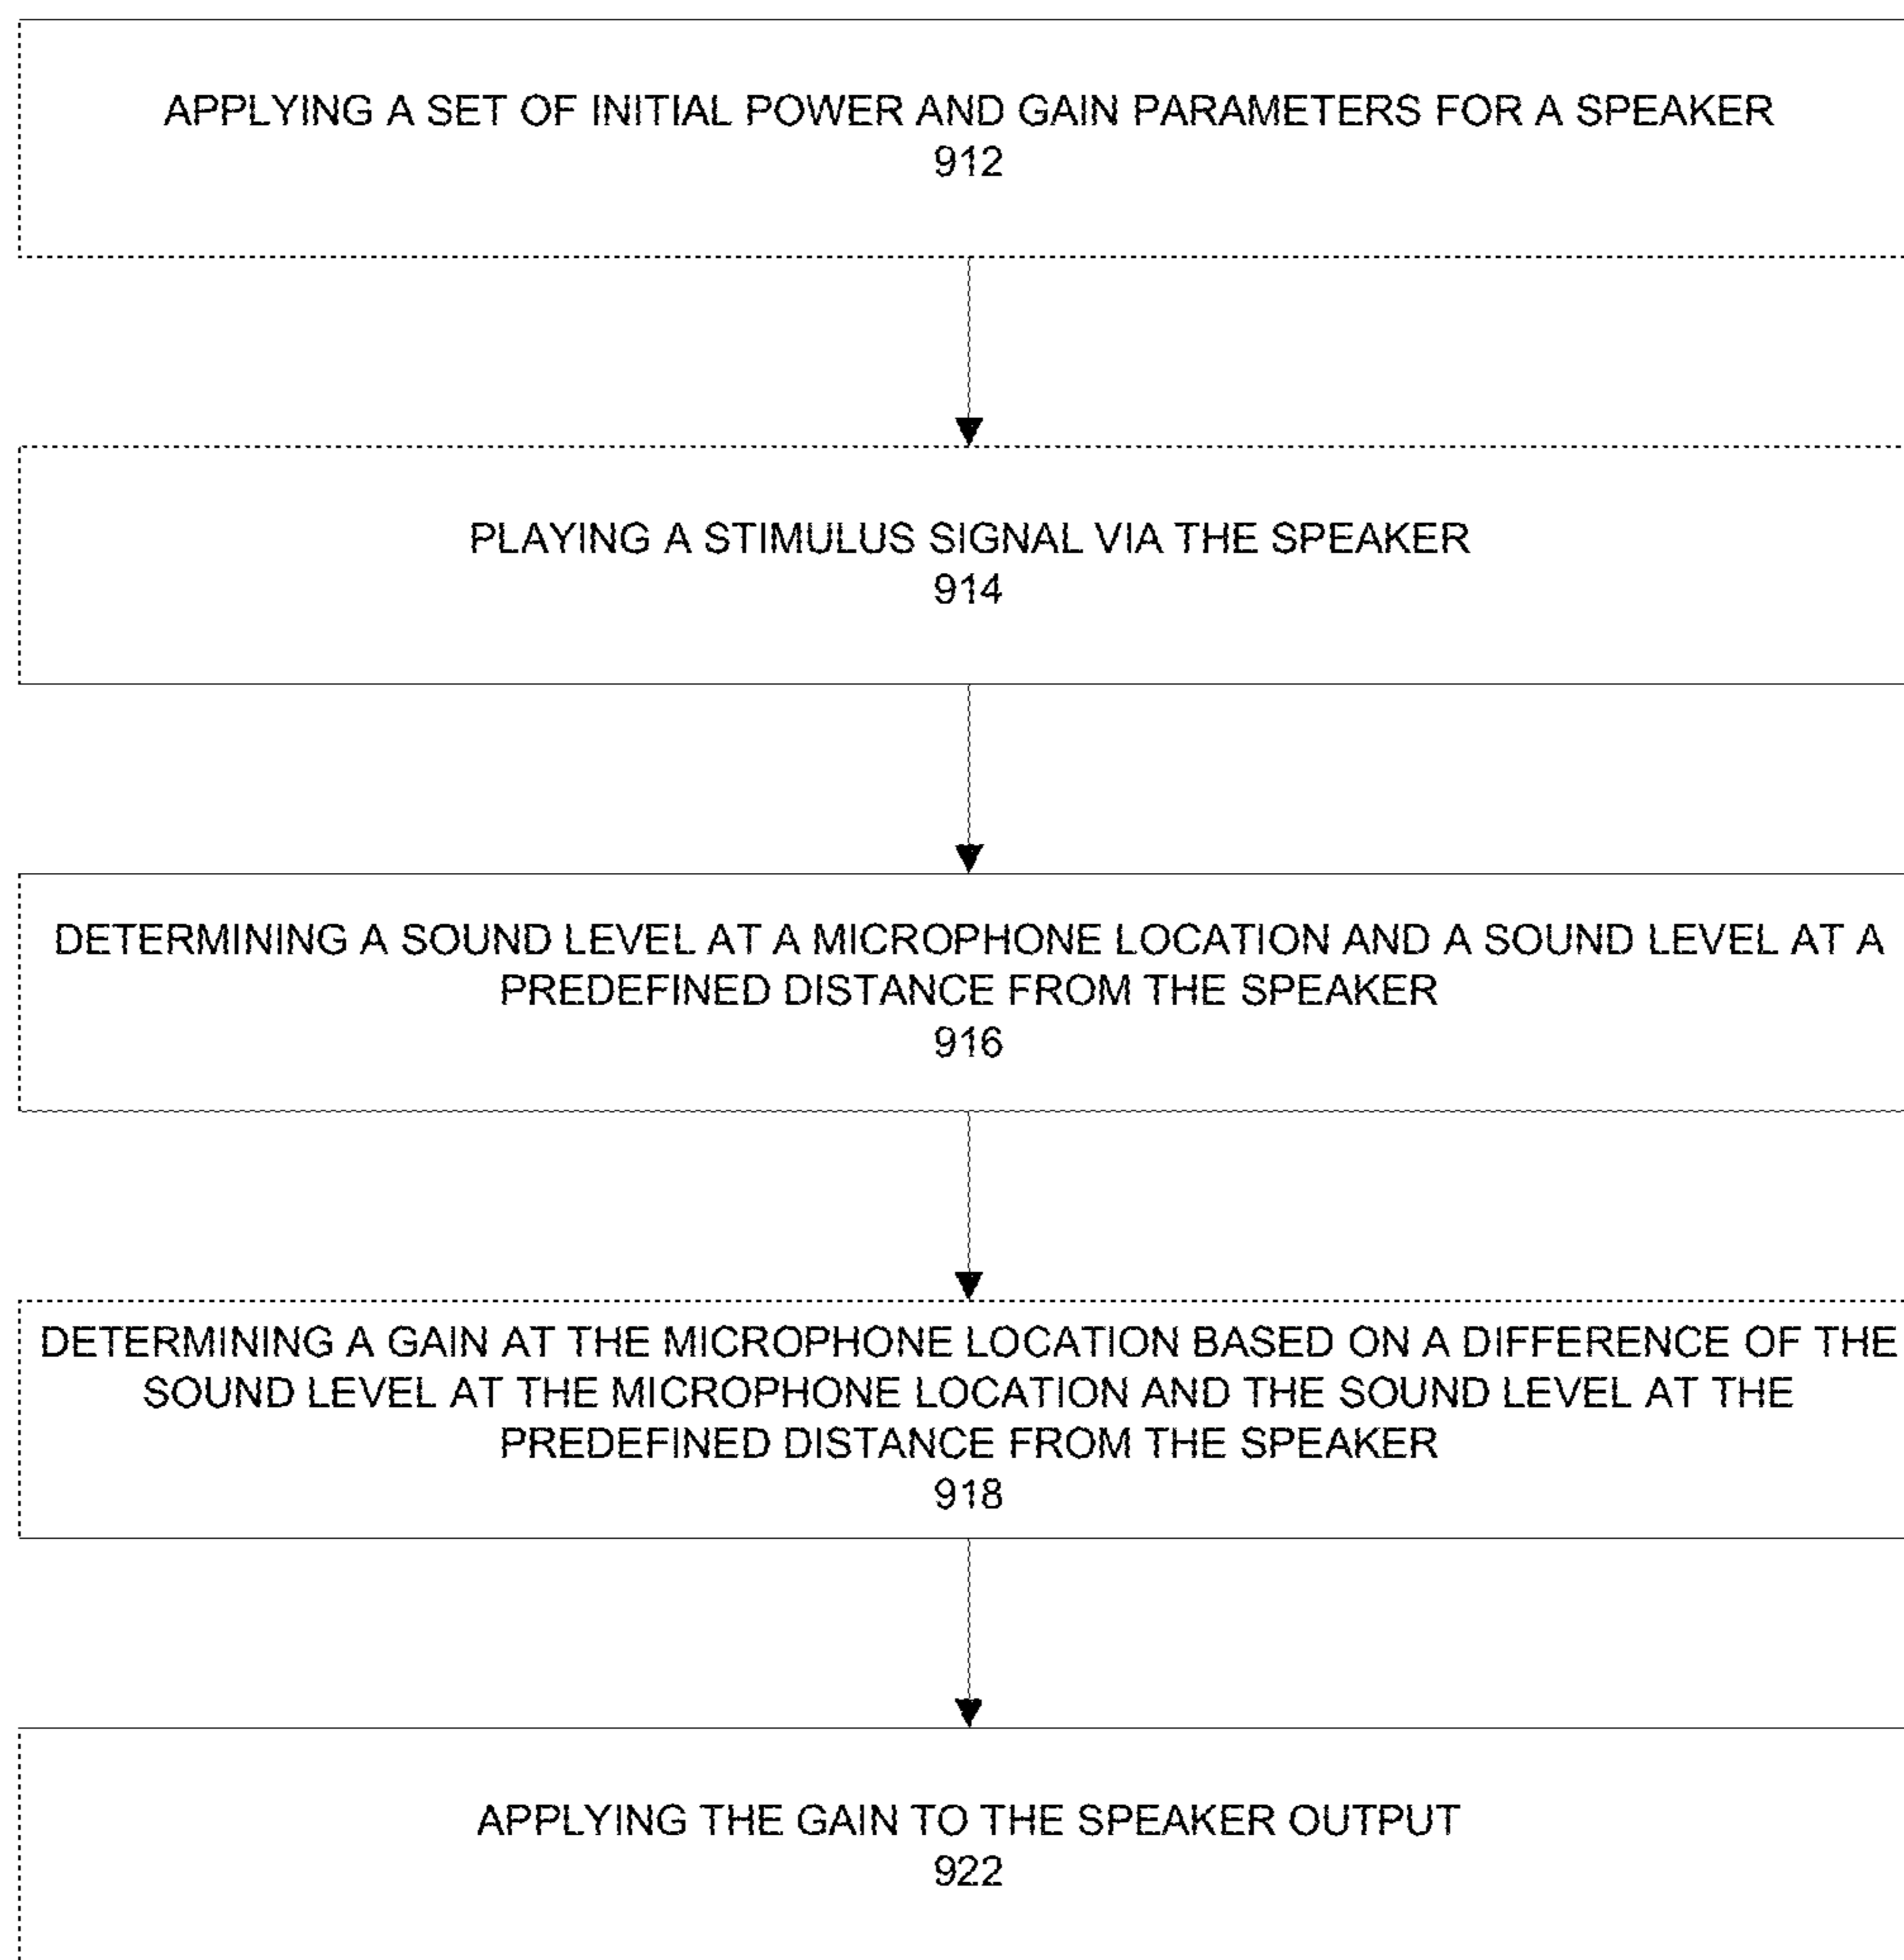 APPLYING A SET OF INITIAL POWER AND GAIN PARAMETERS FOR A SPEAKER
912
PLAYING A STIMULUS SIGNAL VIA THE SPEAKER
914
DETERMINING A SOUND LEVEL AT A MICROPHONE LOCATION AND A SOUND LEVEL AT A
PREDEFINED DISTANCE FROM THE SPEAKER
916
DETERMINING A GAIN AT THE MICROPHONE LOCATION BASED ON A DIFFERENCE OF THE
SOUND LEVEL AT THE MICROPHONE LOCATION AND THE SOUND LEVEL AT THE
PREDEFINED DISTANCE FROM THE SPEAKER
918
APPLYING THE GAIN TO THE SPEAKER OUTPUT
922